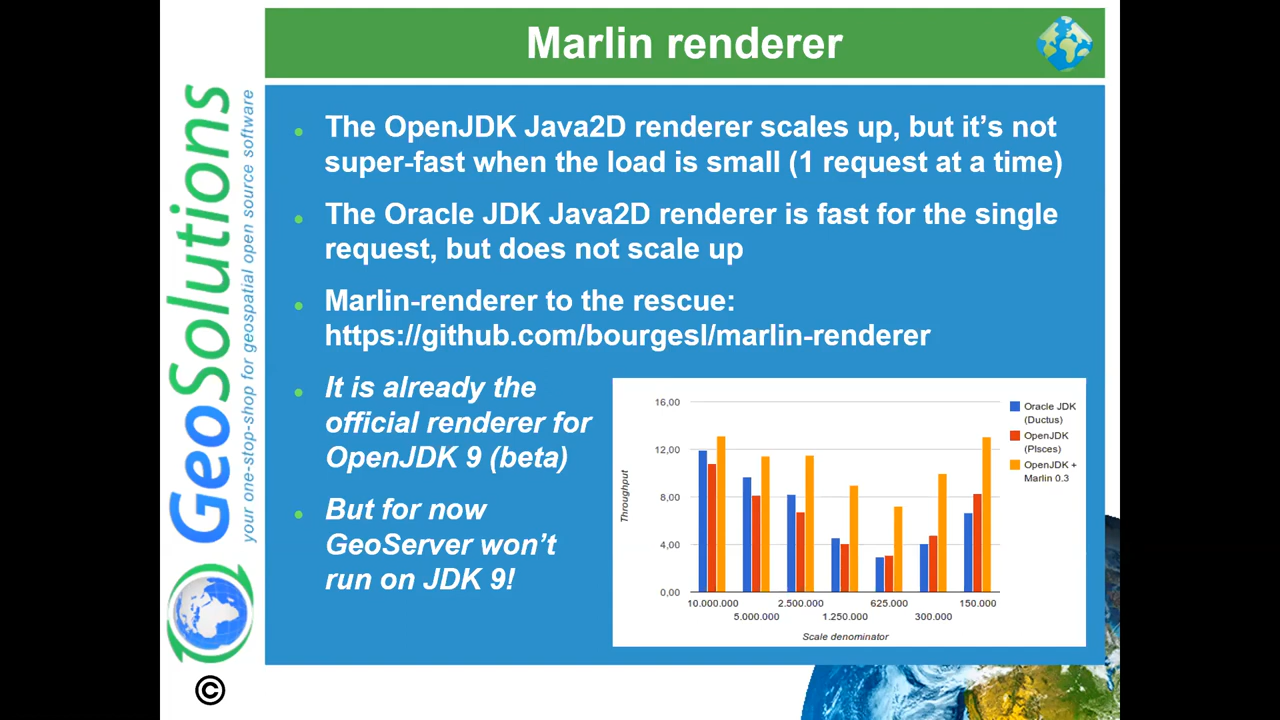 Marlin renderer
GeoSolutions
your one-stop-shop for geospatial open source software
©
The OpenJDK Java2D renderer scales up, but it’s not
super-fast when the load is small (1 request at a time)
The Oracle JDK Java2D renderer is fast for the single
request, but does not scale up
Marlin-renderer to the rescue:
https://github.com/bourgesl/marlin-renderer
It is already the
official renderer for
OpenJDK 9 (beta)
But for now
GeoServer won’t
run on JDK 9!
16,00
12,00
8,00
4,00
0,00
Throughput
10.000.000
5.000.000
2.500.000
1.250.000
625.000
300.000
150.000
Scale denominator
Oracle JDK
(Ductus)
OpenJDK
(PIsces)
OpenJDK +
Marlin 0.3